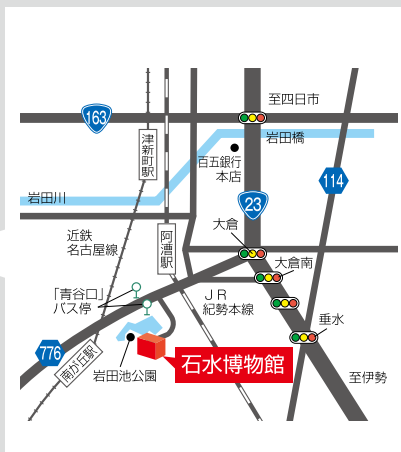 至四日市
163
岩田橋
津新町駅
百五銀行
本店
114
岩田川
23
近鉄
名古屋線
阿漕駅
大倉
大倉南
「青谷口」
バス停
ＪＲ
紀勢本線
垂水
776
南が丘駅
岩田池公園
石水博物館
至伊勢